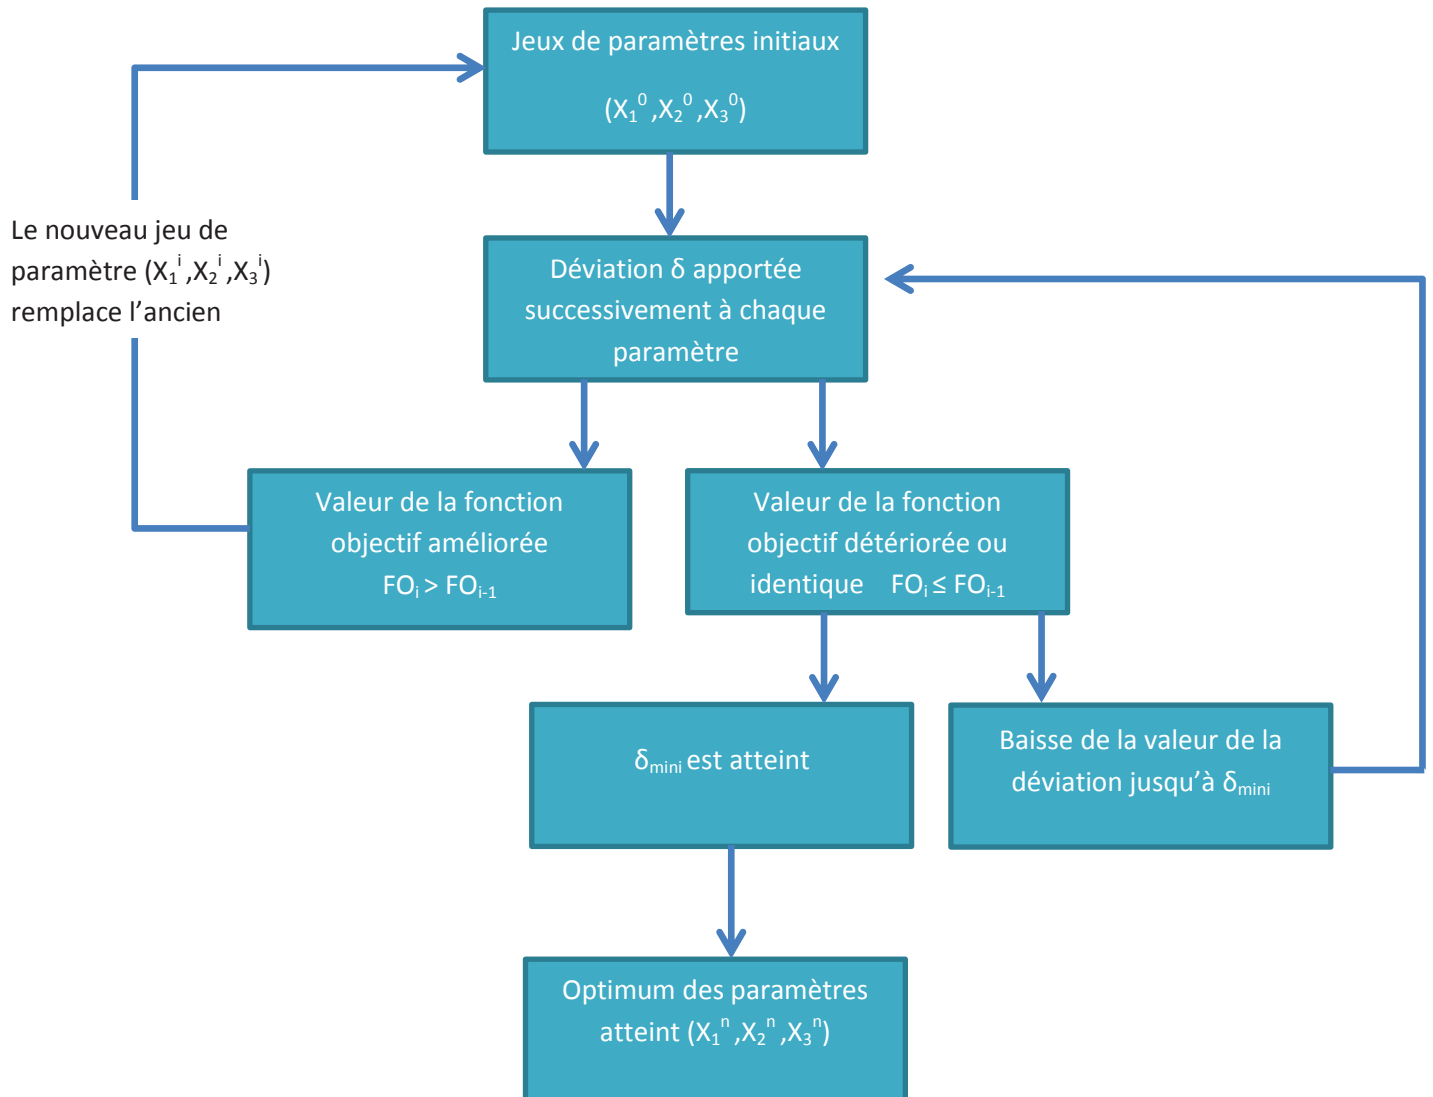 Jeux de paramètres initiaux
(X₁⁰,X₂⁰,X₃⁰)
Le nouveau jeu de
paramètre (X₁ⁱ,X₂ⁱ,X₃ⁱ)
remplace l’ancien
Déviation δ apportée
successivement à chaque
paramètre
Valeur de la fonction
objectif améliorée
FOᵢ > FOᵢ₋₁
Valeur de la fonction
objectif détériorée ou
identique FOᵢ ≤ FOᵢ₋₁
δmini est atteint
Baisse de la valeur de la
déviation jusqu’à δmini
Optimum des paramètres
atteint (X₁ⁿ,X₂ⁿ,X₃ⁿ)